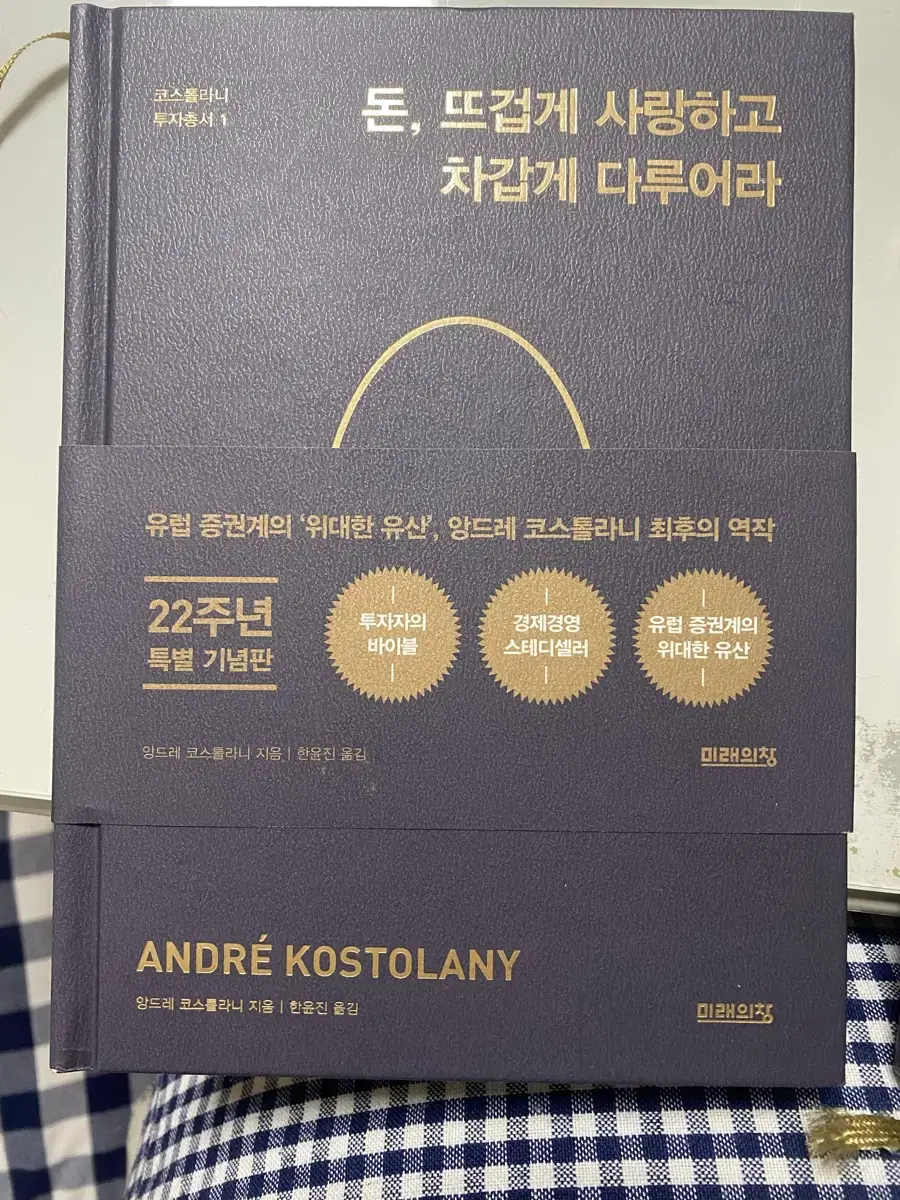 코스톨라니
투자총서 1
돈, 뜨겁게 사랑하고
차갑게 다루어라
유럽 증권계의 '위대한 유산', 앙드레 코스톨라니 최후의 역작
22주년
특별 기념판
투자자의
바이블
경제경영
스테디셀러
유럽 증권계의
위대한 유산
앙드레 코스톨라니 지음 | 한윤진 옮김
미래의창
ANDRÉ KOSTOLANY
앙드레 코스톨라니 지음 | 한윤진 옮김
미래의창